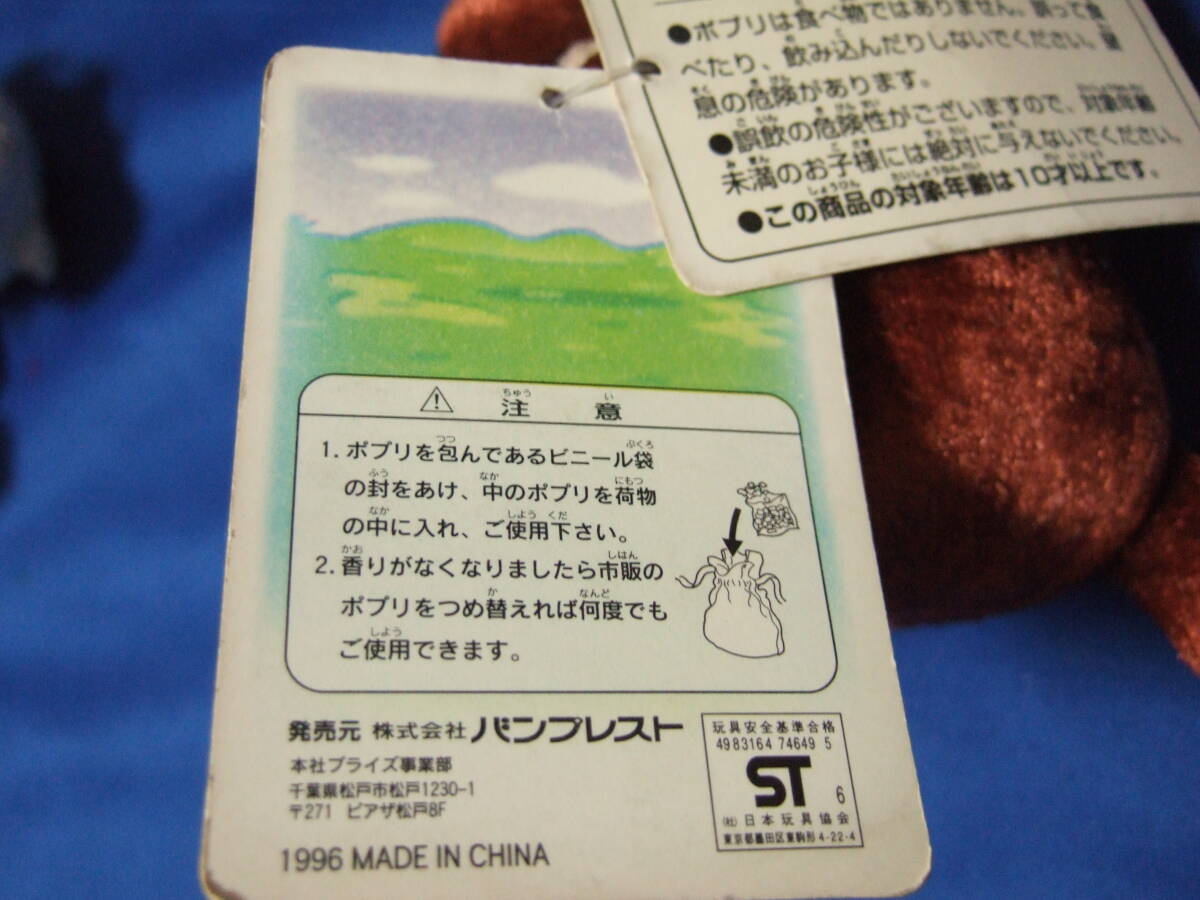 ●ポプリは食べ物ではありません、誤って食
べたり、飲み込んだりしないでください。窒
息の危険があります。
●誤飲の危険性がございますので、対象年齢
未満のお子様には絶対に与えないでください。
●この商品の対象年齢は10才以上です。
注意
1. ポプリを包んであるビニール袋
の封をあけ、中のポプリを荷物
の中に入れ、ご使用下さい。
2. 香りがなくなりましたら市販の
ポプリをつめ替えれば何度でも
ご使用できます。
発売元 株式会社 バンプレスト
本社プライズ事業部
千葉県松戸市松戸1230-1
〒271 ピアザ松戸8F
1996 MADE IN CHINA
玩具安全基準合格
4983164 74649 5
ST 6
(社)日本玩具協会
東京都墨田区東駒形4-22-4